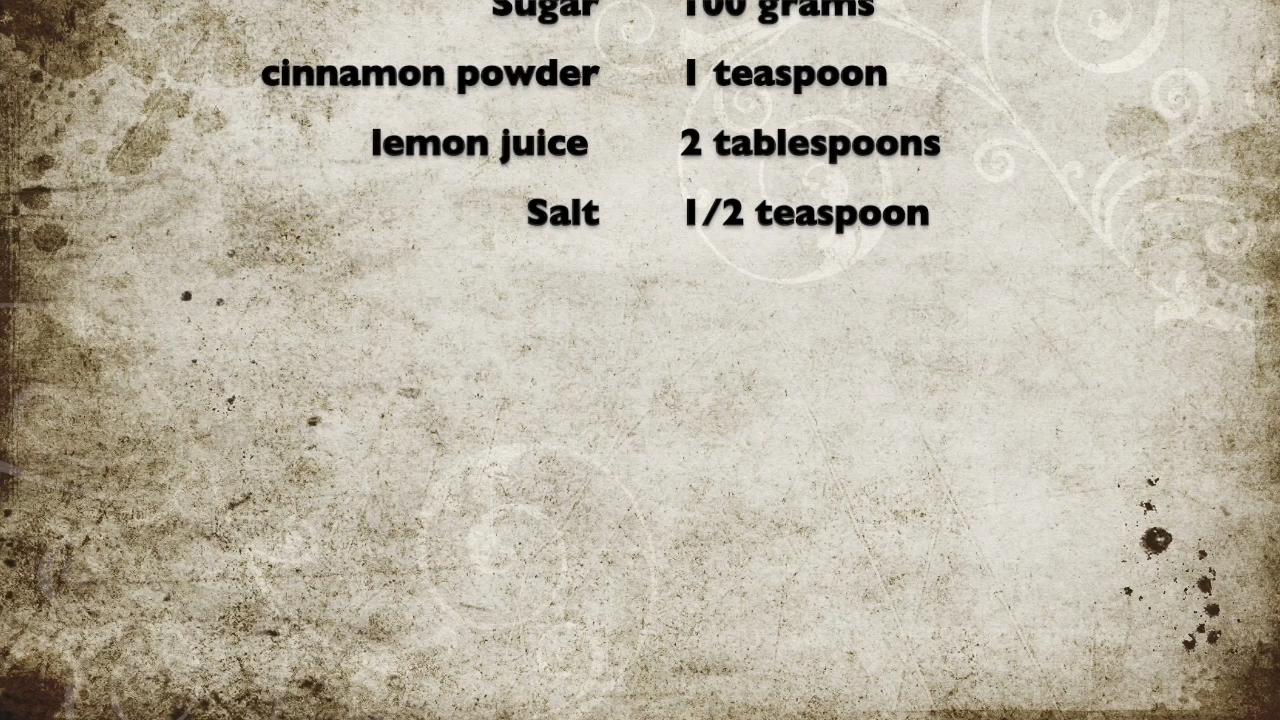 Sugar 100 grams
cinnamon powder 1 teaspoon
lemon juice 2 tablespoons
Salt 1/2 teaspoon